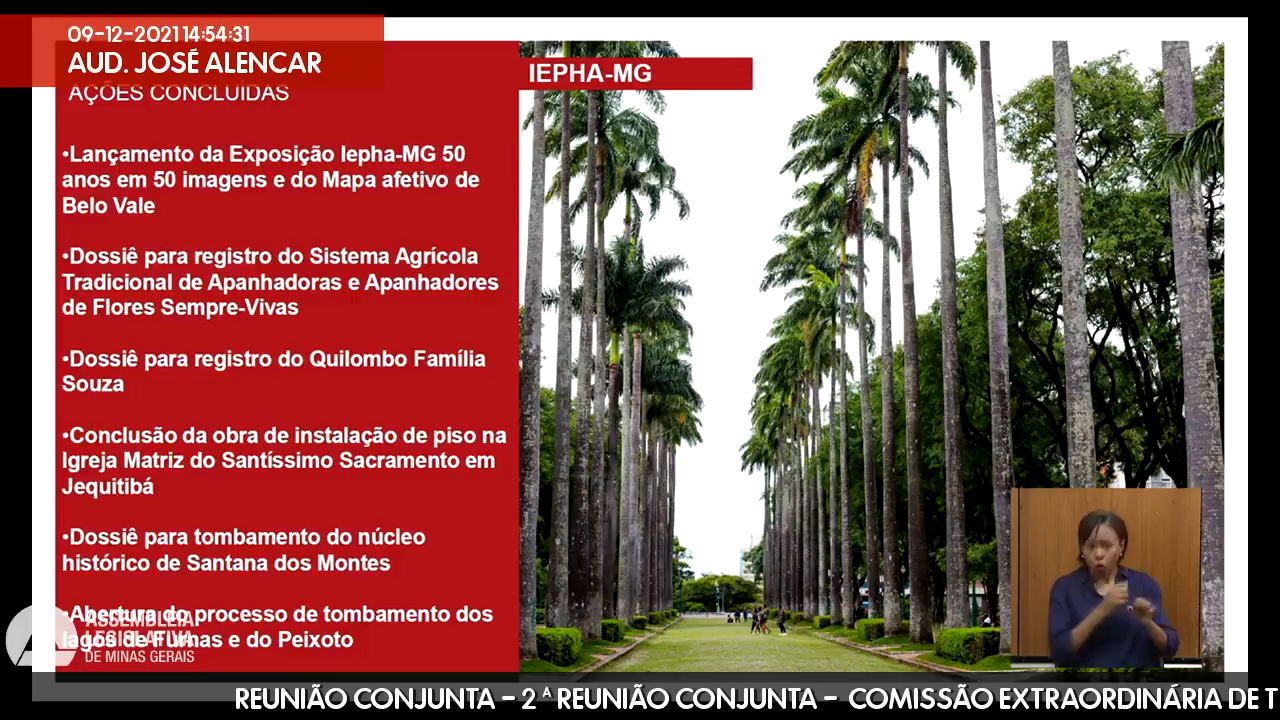 09-12-2021 14:54:31
AUD. JOSÉ ALENCAR
IEPHA-MG
AÇÕES CONCLUÍDAS
•Lançamento da Exposição Iepha-MG 50
anos em 50 imagens e do Mapa afetivo de
Belo Vale
•Dossiê para registro do Sistema Agrícola
Tradicional de Apanhadoras e Apanhadores
de Flores Sempre-Vivas
•Dossiê para registro do Quilombo Família
Souza
•Conclusão da obra de instalação de piso na
Igreja Matriz do Santíssimo Sacramento em
Jequitibá
•Dossiê para tombamento do núcleo
histórico de Santana dos Montes
•Abertura do processo de tombamento dos
lagos de Furnas e do Peixoto
ASSEMBLEIA
LEGISLATIVA
DE MINAS GERAIS
REUNIÃO CONJUNTA – 2ª REUNIÃO CONJUNTA – COMISSÃO EXTRAORDINÁRIA DE T